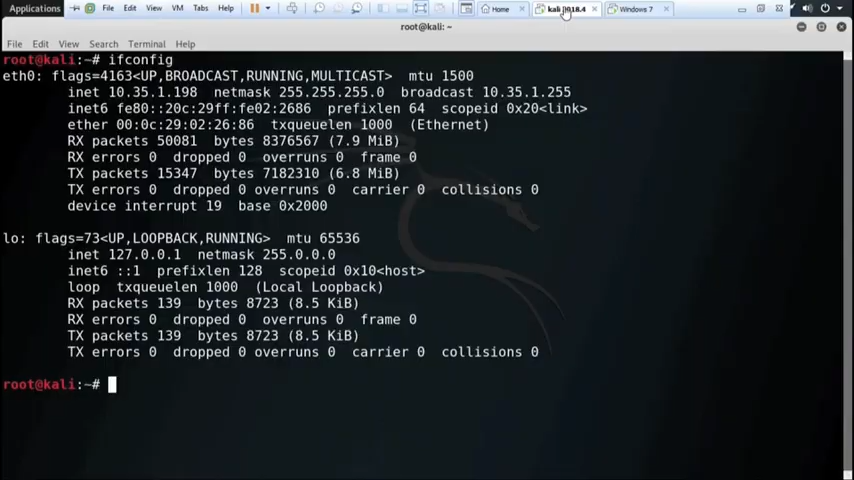 Applications File Edit View VM Tabs Help Home kali 2018.4 Windows 7
root@kali: ~
File Edit View Search Terminal Help
root@kali:~# ifconfig
eth0: flags=4163<UP,BROADCAST,RUNNING,MULTICAST> mtu 1500
inet 10.35.1.198 netmask 255.255.255.0 broadcast 10.35.1.255
inet6 fe80::20c:29ff:fe02:2686 prefixlen 64 scopeid 0x20<link>
ether 00:0c:29:02:26:86 txqueuelen 1000 (Ethernet)
RX packets 50081 bytes 8376567 (7.9 MiB)
RX errors 0 dropped 0 overruns 0 frame 0
TX packets 15347 bytes 7182310 (6.8 MiB)
TX errors 0 dropped 0 overruns 0 carrier 0 collisions 0
device interrupt 19 base 0x2000
lo: flags=73<UP,LOOPBACK,RUNNING> mtu 65536
inet 127.0.0.1 netmask 255.0.0.0
inet6 ::1 prefixlen 128 scopeid 0x10<host>
loop txqueuelen 1000 (Local Loopback)
RX packets 139 bytes 8723 (8.5 KiB)
RX errors 0 dropped 0 overruns 0 frame 0
TX packets 139 bytes 8723 (8.5 KiB)
TX errors 0 dropped 0 overruns 0 carrier 0 collisions 0
root@kali:~#